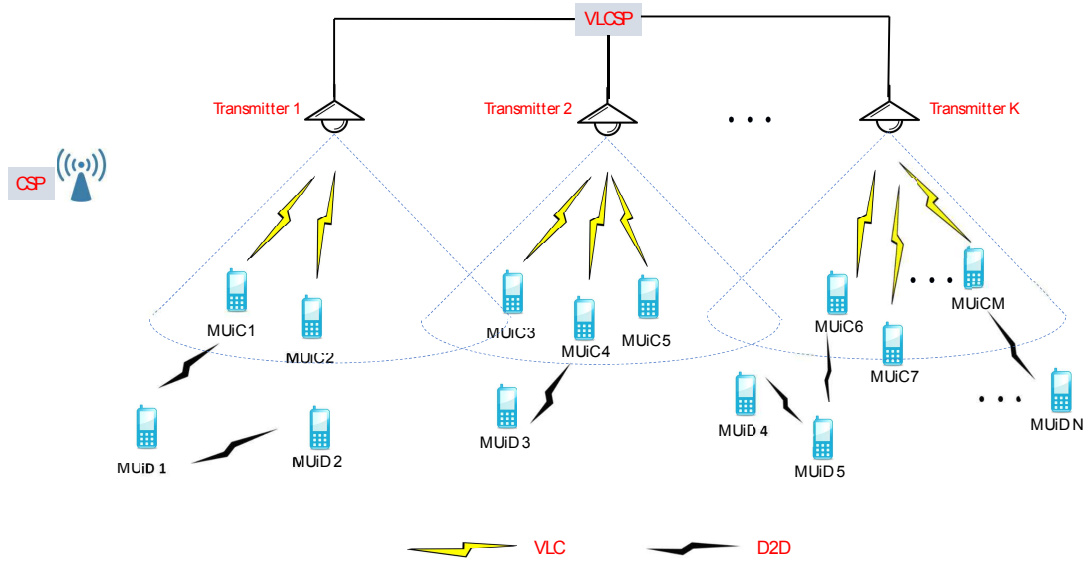 VLCSP
Transmitter 1
Transmitter 2
Transmitter K
. . .
CSP
MUiC1
MUiC2
MUiC3
MUiC4
MUiC5
MUiC6
MUiC7
. . .
MUiCM
MUiD 1
MUiD 2
MUiD 3
MUiD 4
MUiD 5
. . .
MUiD N
VLC
D2D